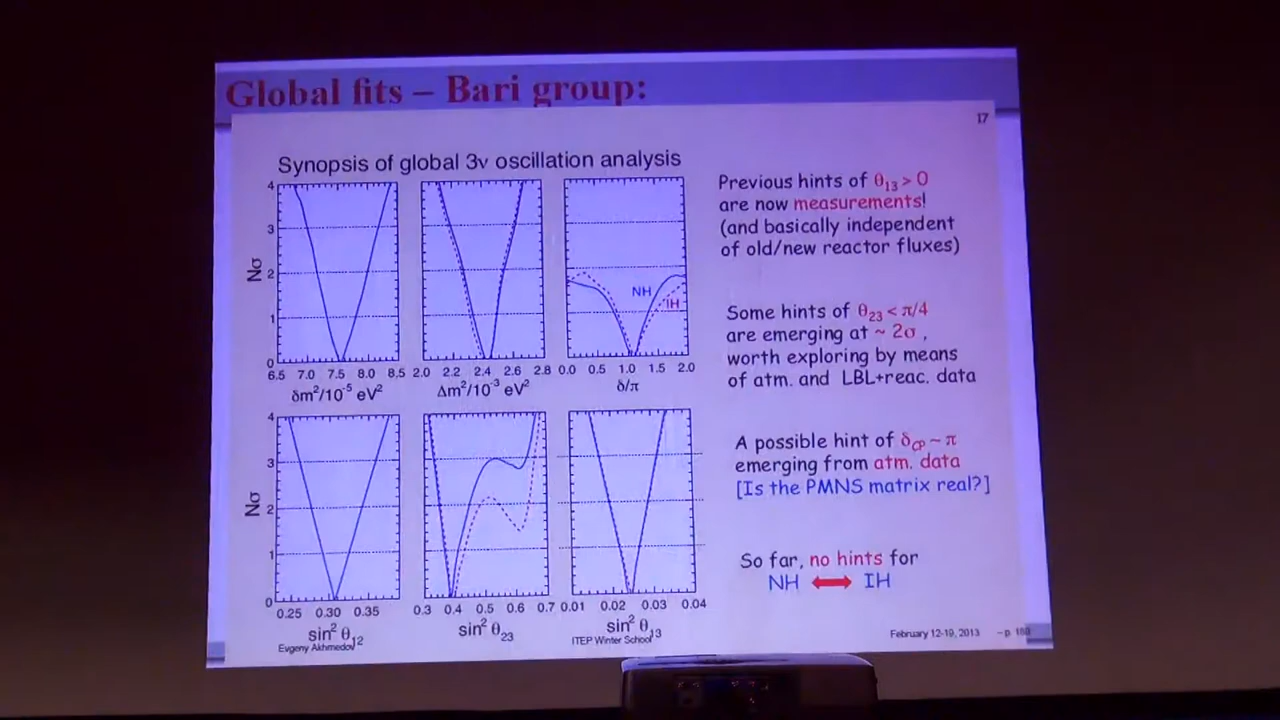 Global fits – Bari group:
17
Synopsis of global 3ν oscillation analysis
Nσ
4
3
2
1
0
6.5 7.0 7.5 8.0 8.5
δm²/10⁻⁵ eV²
2.0 2.2 2.4 2.6 2.8
Δm²/10⁻³ eV²
NH
IH
0.0 0.5 1.0 1.5 2.0
δ/π
Nσ
4
3
2
1
0
0.25 0.30 0.35
sin² θ₁₂
0.3 0.4 0.5 0.6 0.7
sin² θ₂₃
0.01 0.02 0.03 0.04
sin² θ₁₃
Previous hints of θ₁₃ > 0
are now measurements!
(and basically independent
of old/new reactor fluxes)
Some hints of θ₂₃ < π/4
are emerging at ~ 2σ ,
worth exploring by means
of atm. and LBL+reac. data
A possible hint of δCP ~ π
emerging from atm. data
[Is the PMNS matrix real?]
So far, no hints for
NH ⟷ IH
Evgeny Akhmedov
ITEP Winter School
February 12-19, 2013
– p.